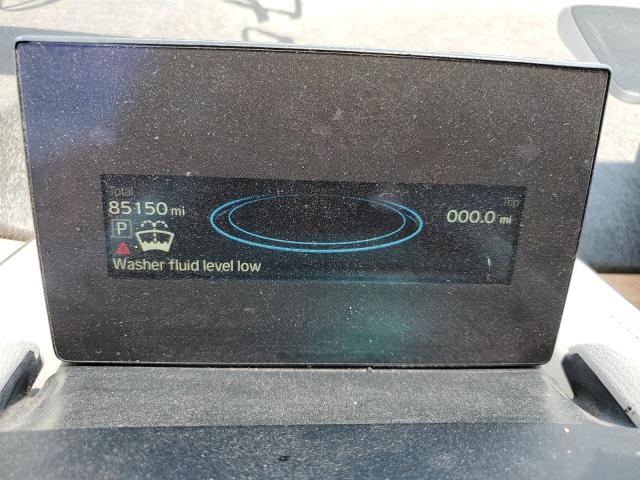 Total
85150 mi
Trip
000.0 mi
P
Washer fluid level low